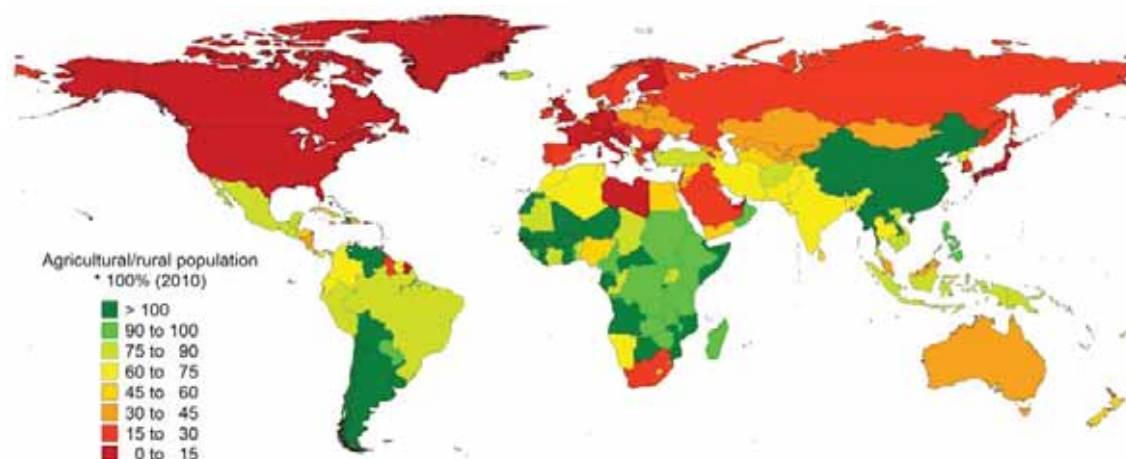 Agricultural/rural population
* 100% (2010)
> 100
90 to 100
75 to 90
60 to 75
45 to 60
30 to 45
15 to 30
0 to 15